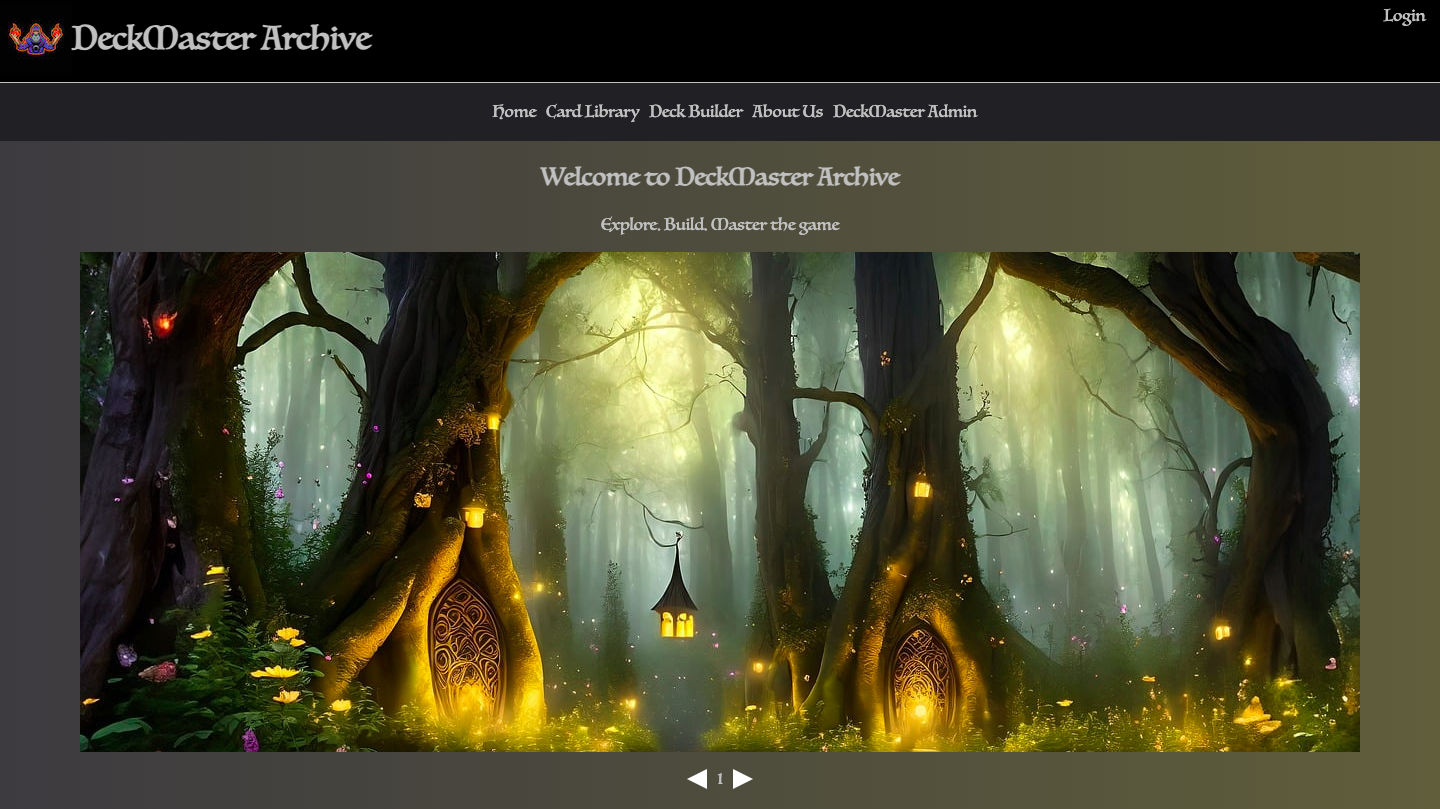 Login
DeckMaster Archive
Home Card Library Deck Builder About Us DeckMaster Admin
Welcome to DeckMaster Archive
Explore. Build. Master the game
1